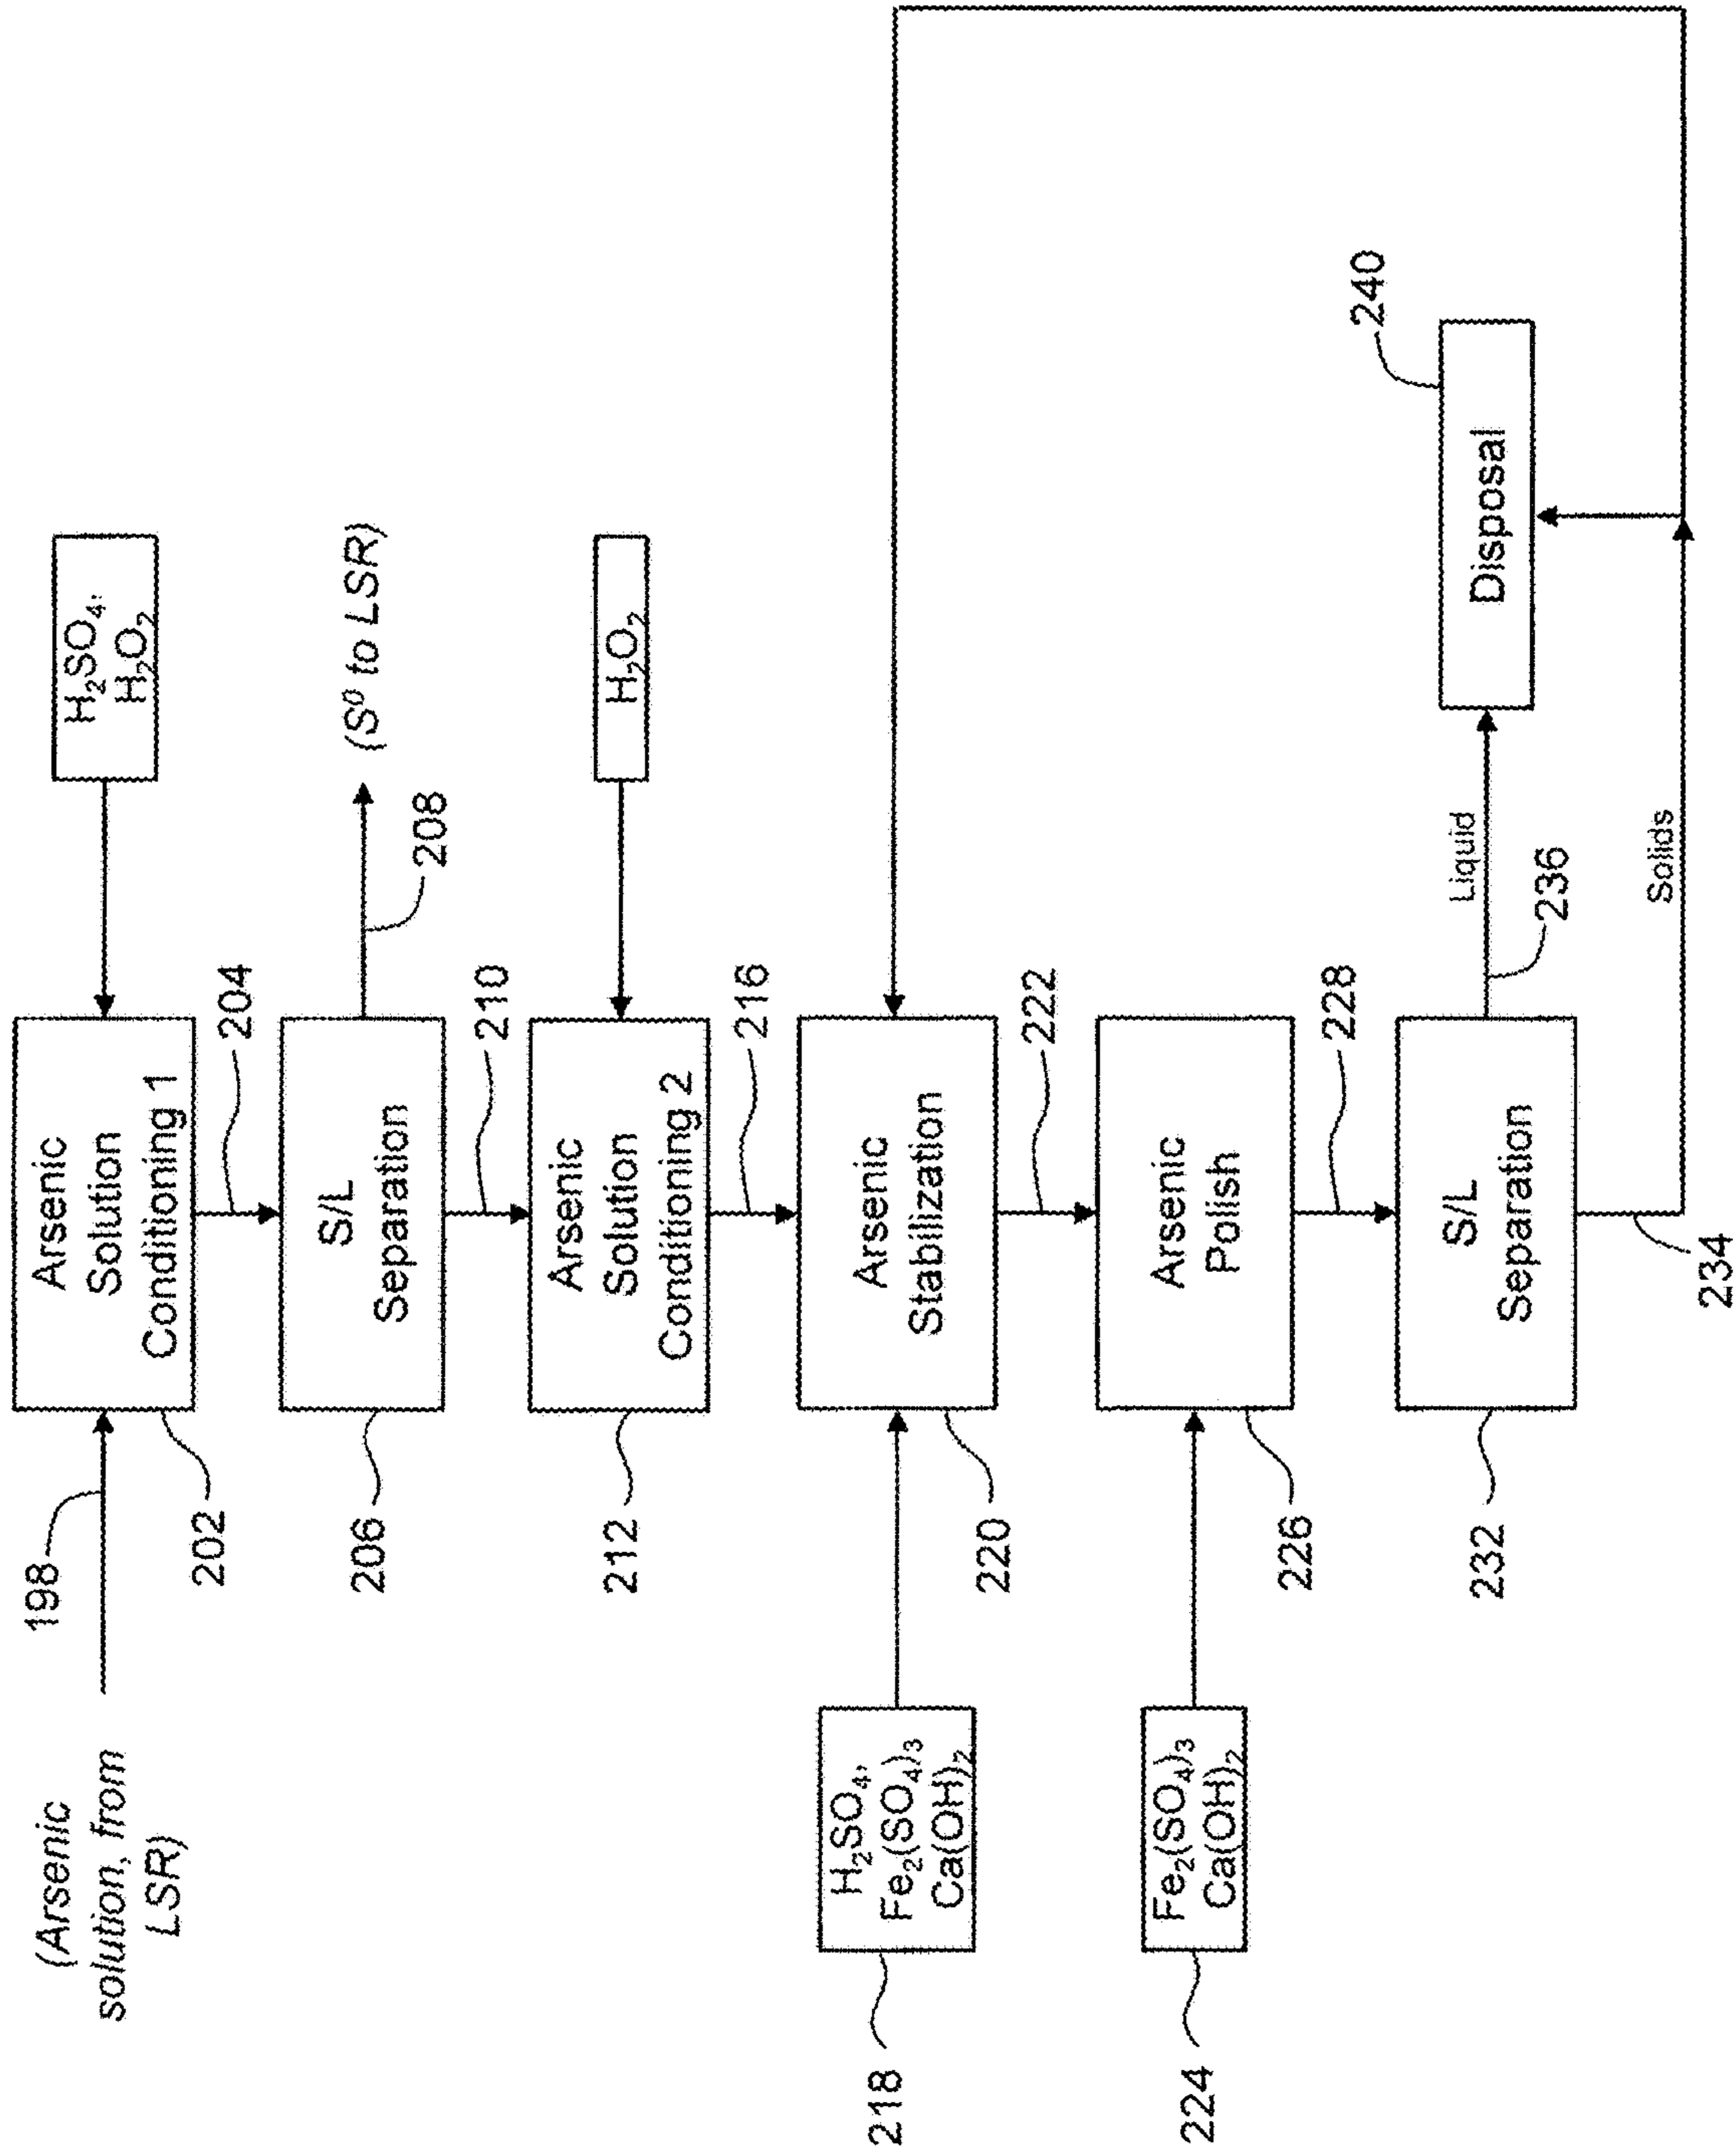 (Arsenic
solution, from
LSR)
198
202
Arsenic
Solution
Conditioning 1
H₂SO₄,
H₂O₂
204
206
S/L
Separation
208
(S⁰ to LSR)
210
212
Arsenic
Solution
Conditioning 2
H₂O₂
216
218
H₂SO₄,
Fe₂(SO₄)₃
Ca(OH)₂
220
Arsenic
Stabilization
222
224
Fe₂(SO₄)₃
Ca(OH)₂
226
Arsenic
Polish
228
232
S/L
Separation
234
236
Liquid
Solids
Disposal
240